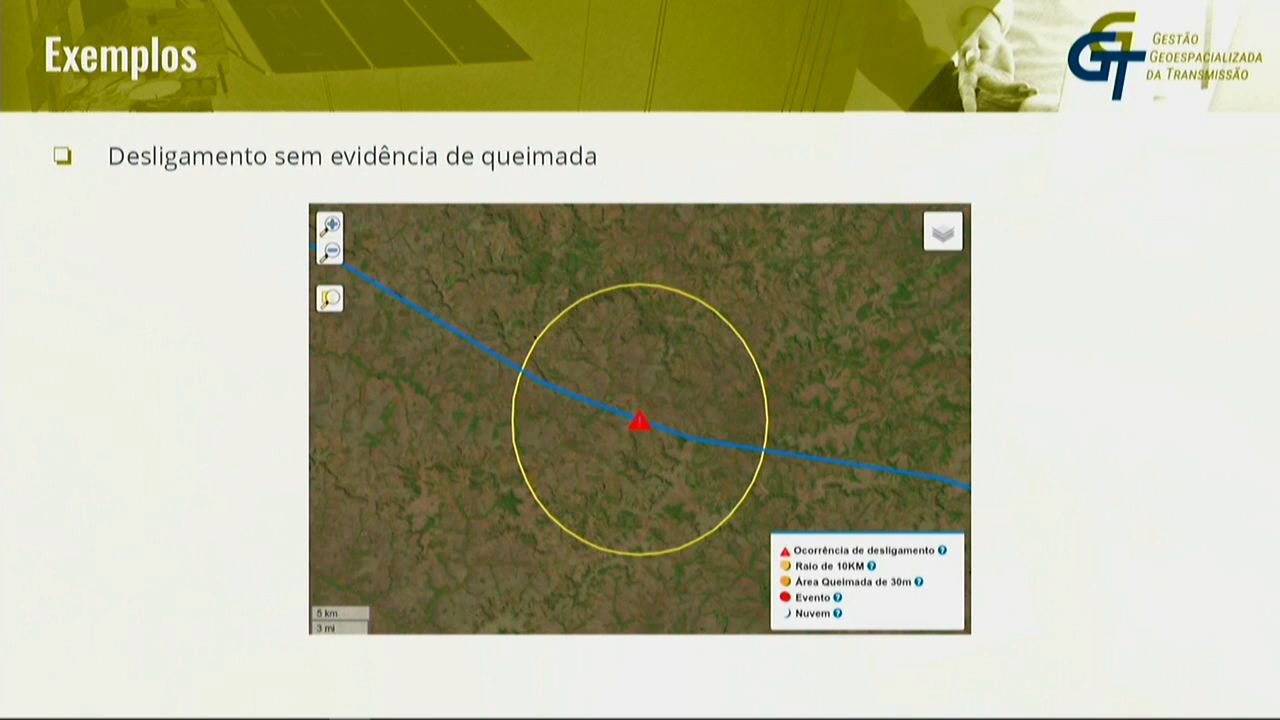 Exemplos
GESTÃO
GEOESPACIALIZADA
DA TRANSMISSÃO
Desligamento sem evidência de queimada
Ocorrência de desligamento
Raio de 10KM
Área Queimada de 30m
Evento
Nuvem
5 km
3 mi